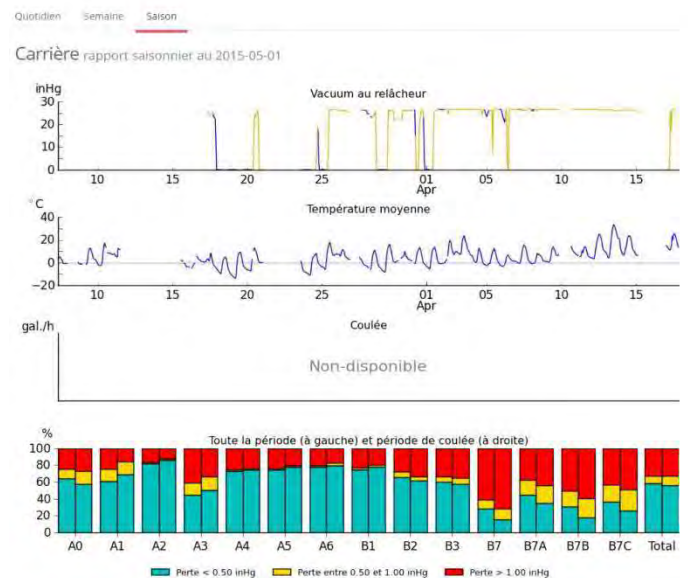 Quotidien Semaine Saison
Carrière rapport saisonnier au 2015-05-01
inHg
Vacuum au relâcheur
30
20
10
0
10 15 20 25 01 05 10 15
Apr
°C
Température moyenne
40
20
0
−20
10 15 20 25 01 05 10 15
Apr
gal./h
Coulée
Non-disponible
%
Toute la période (à gauche) et période de coulée (à droite)
100
80
60
40
20
0
A0 A1 A2 A3 A4 A5 A6 B1 B2 B3 B7 B7A B7B B7C Total
Perte < 0.50 inHg Perte entre 0.50 et 1.00 inHg Perte > 1.00 inHg